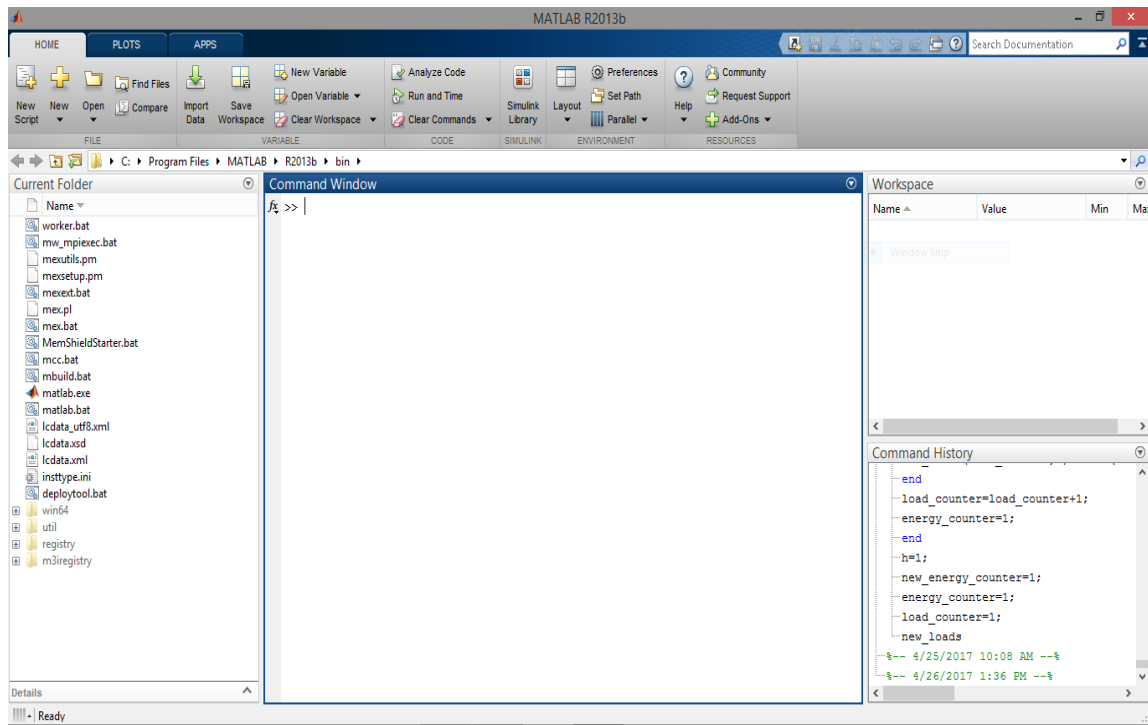 MATLAB R2013b
HOME PLOTS APPS
Search Documentation
New Script
New
Open
Find Files
Compare
Import Data
Save Workspace
New Variable
Open Variable
Clear Workspace
Analyze Code
Run and Time
Clear Commands
Simulink Library
Layout
Preferences
Set Path
Parallel
Help
Community
Request Support
Add-Ons
FILE VARIABLE CODE SIMULINK ENVIRONMENT RESOURCES
C: Program Files MATLAB R2013b bin
Current Folder
Name
worker.bat
mw_mpiexec.bat
mexutils.pm
mexsetup.pm
mexext.bat
mex.pl
mex.bat
MemShieldStarter.bat
mcc.bat
mbuild.bat
matlab.exe
matlab.bat
lcdata_utf8.xml
lcdata.xsd
lcdata.xml
insttype.ini
deploytool.bat
win64
util
registry
m3iregistry
Details
Command Window
fx >>
Workspace
Name Value Min Ma
Window Snip
Command History
end
load_counter=load_counter+1;
energy_counter=1;
end
h=1;
new_energy_counter=1;
energy_counter=1;
load_counter=1;
new_loads
%-- 4/25/2017 10:08 AM --%
%-- 4/26/2017 1:36 PM --%
Ready